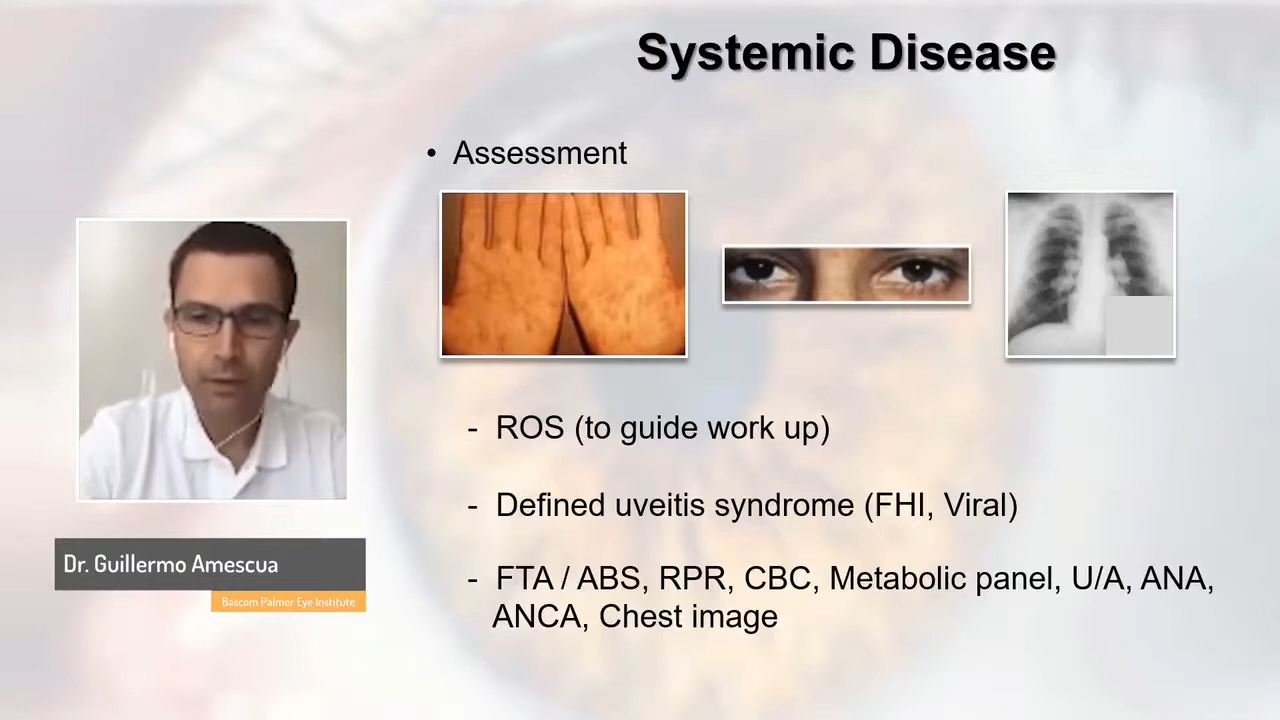 Systemic Disease
• Assessment
- ROS (to guide work up)
- Defined uveitis syndrome (FHI, Viral)
- FTA / ABS, RPR, CBC, Metabolic panel, U/A, ANA,
ANCA, Chest image
Dr. Guillermo Amescua
Bascom Palmer Eye Institute